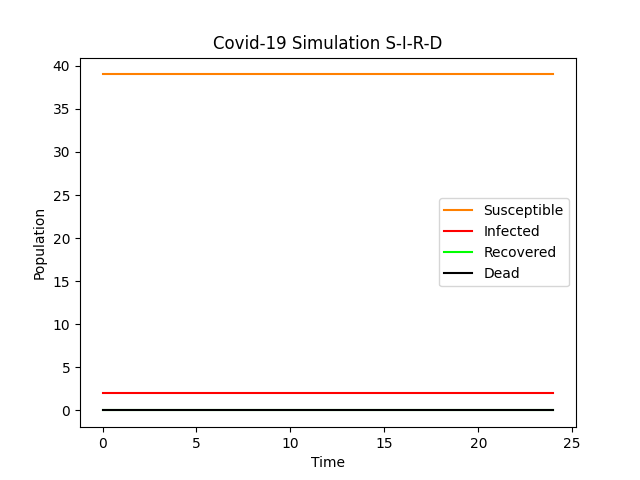 Covid-19 Simulation S-I-R-D
40
35
30
25
20
15
10
5
0
Population
Susceptible
Infected
Recovered
Dead
0 5 10 15 20 25
Time